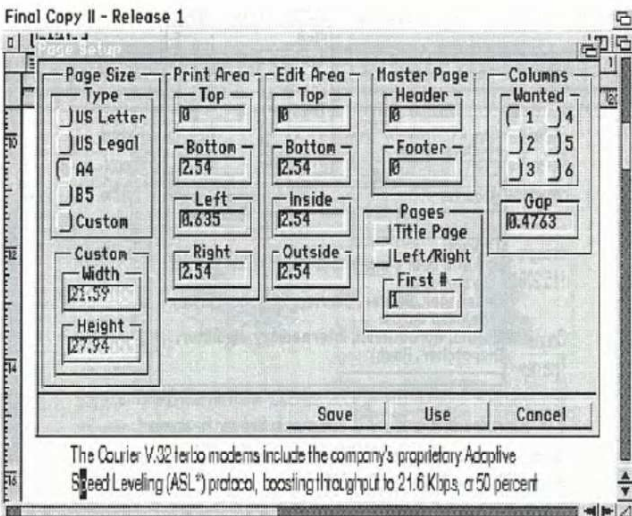 Final Copy II - Release 1
Untitled
Page Setup
Page Size
Type
US Letter
US Legal
A4
B5
Custom
Custom
Width
21.59
Height
27.94
Print Area
Top
0
Bottom
2.54
Left
0.635
Right
2.54
Edit Area
Top
0
Bottom
2.54
Inside
2.54
Outside
2.54
Master Page
Header
0
Footer
0
Pages
Title Page
Left/Right
First #
1
Columns
Wanted
1 4
2 5
3 6
Gap
0.4763
Save Use Cancel
10
12
14
16
The Courier V.32 terbo modems include the company's proprietary Adaptive
Speed Leveling (ASL*) protocol, boosting throughput to 21.6 Kbps, a 50 percent